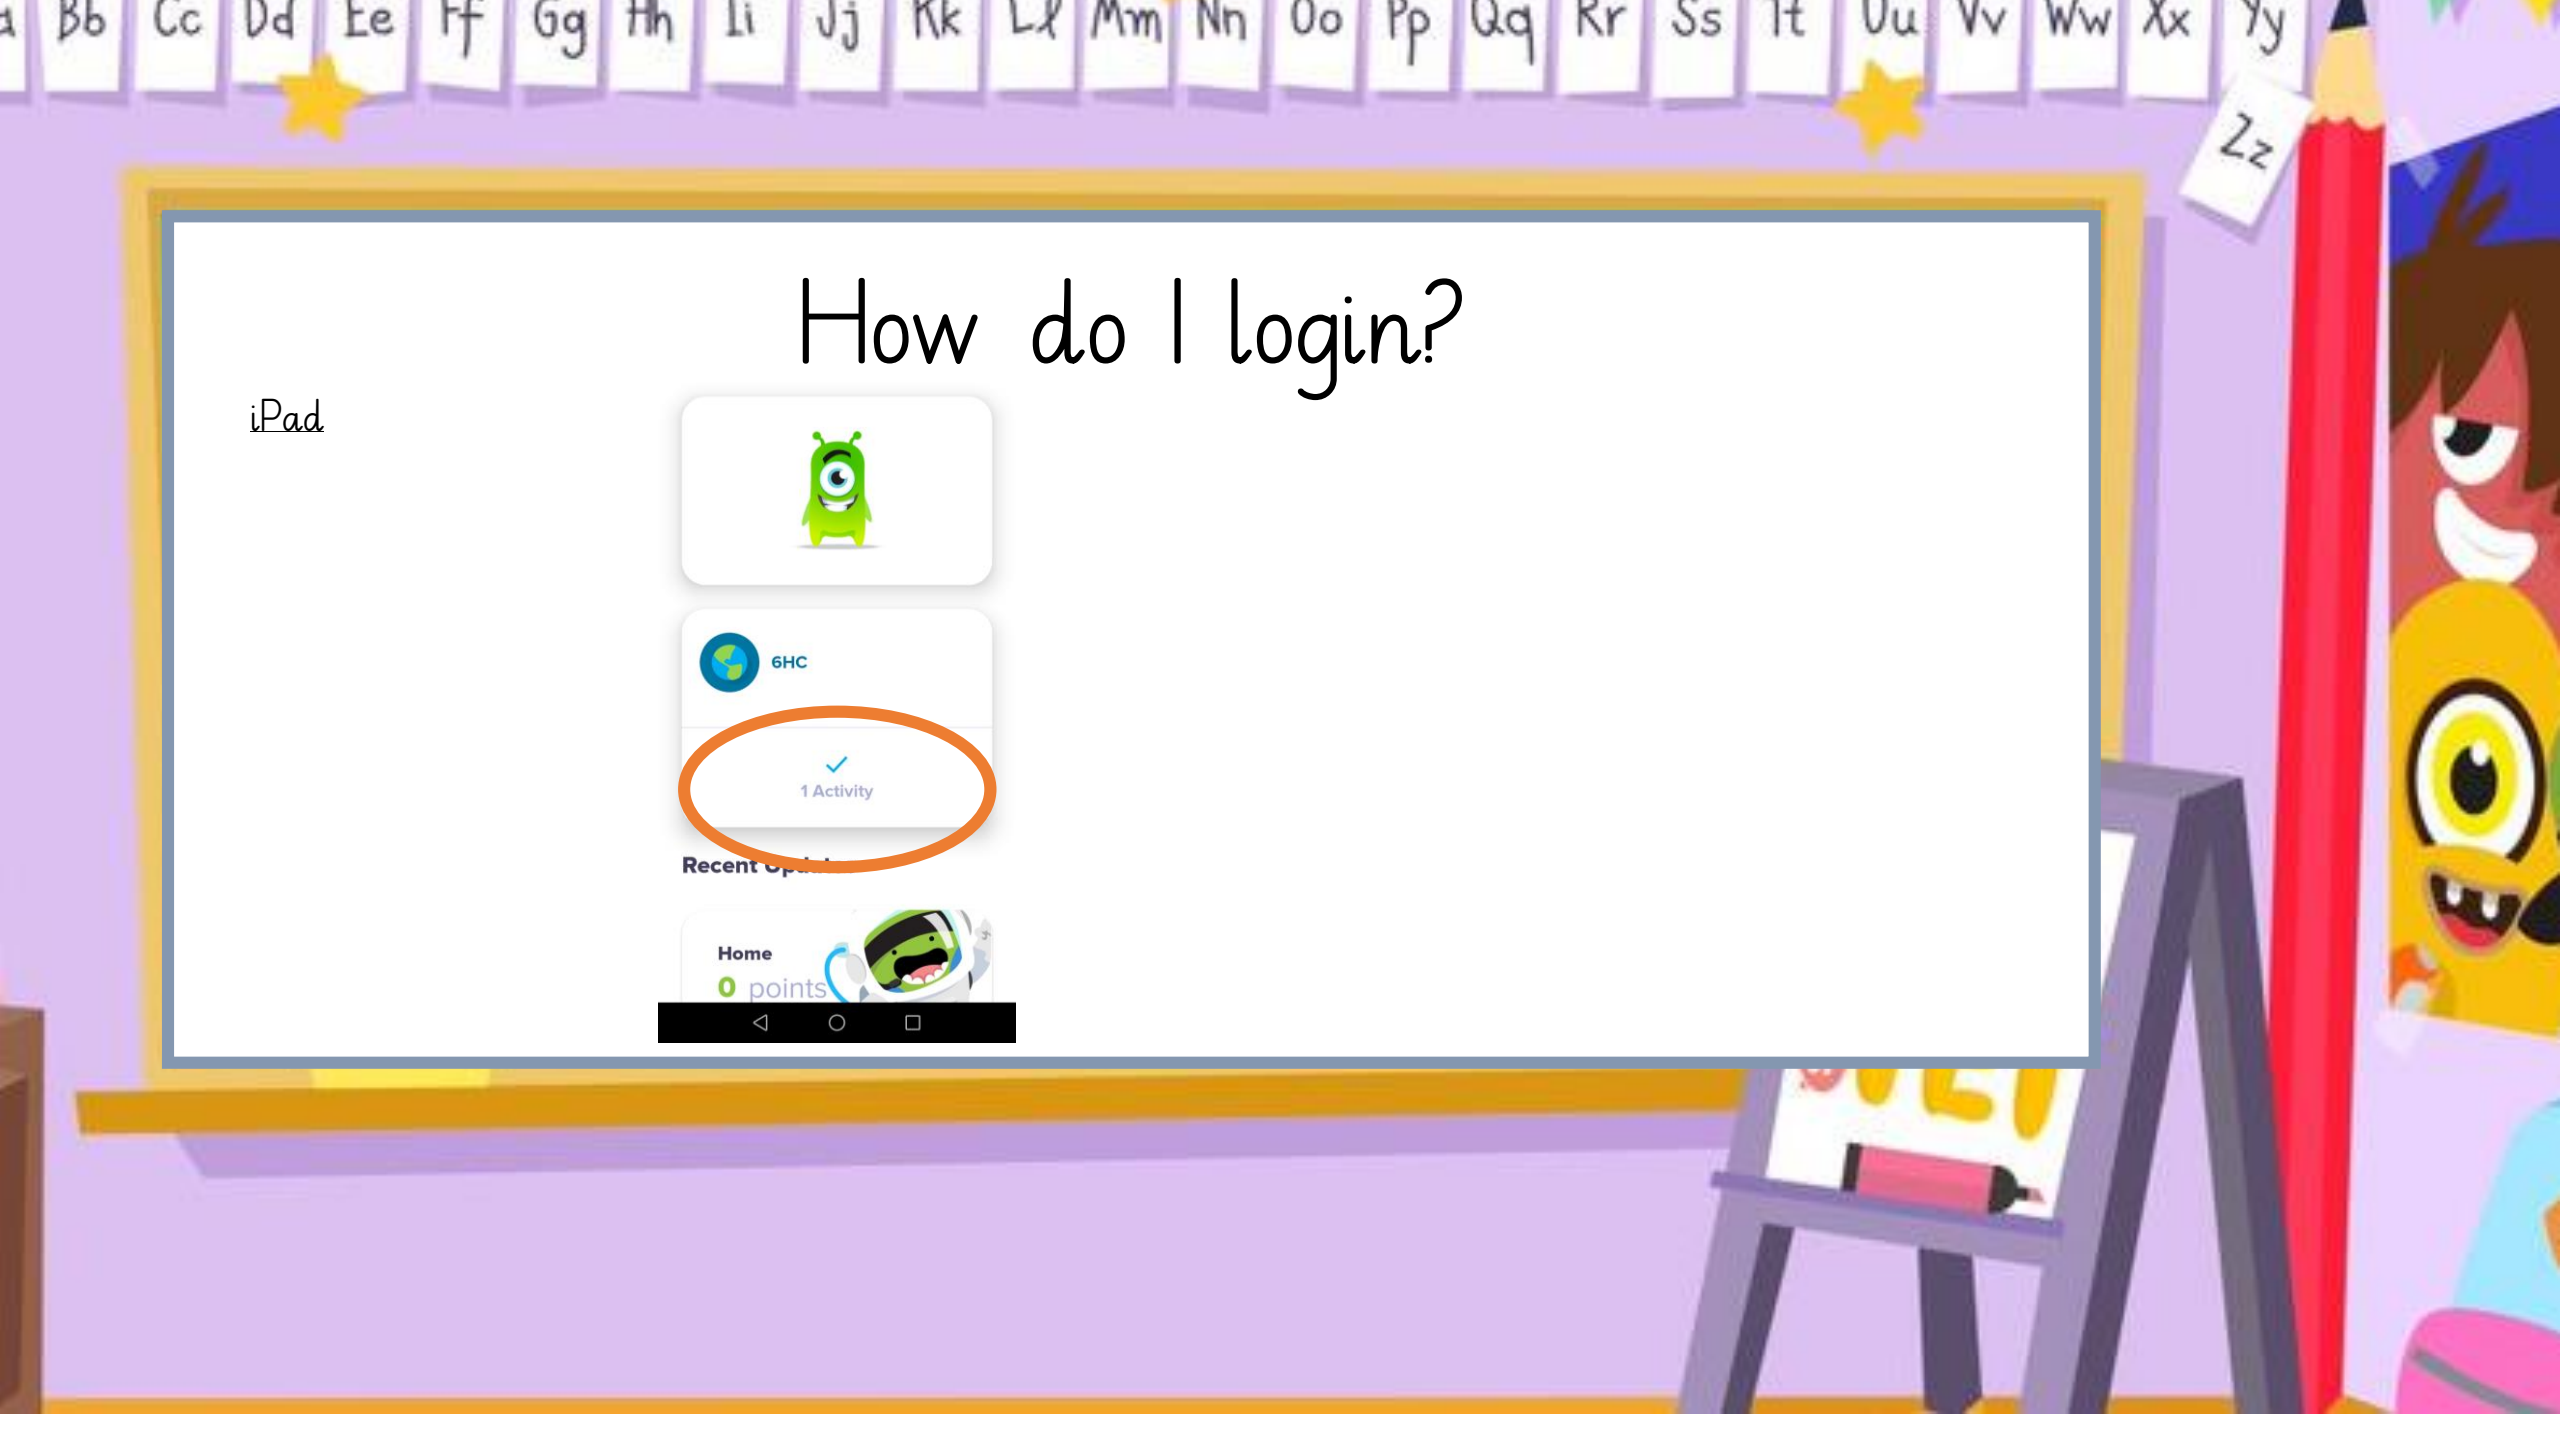 a Bb Cc Dd Ee Ff Gg Hh Ii Jj Kk Ll Mm Nn Oo Pp Qq Rr Ss Tt Uu Vv Ww Xx Yy
Zz
How do I login?
iPad
6HC
1 Activity
Recent
Home
0 points